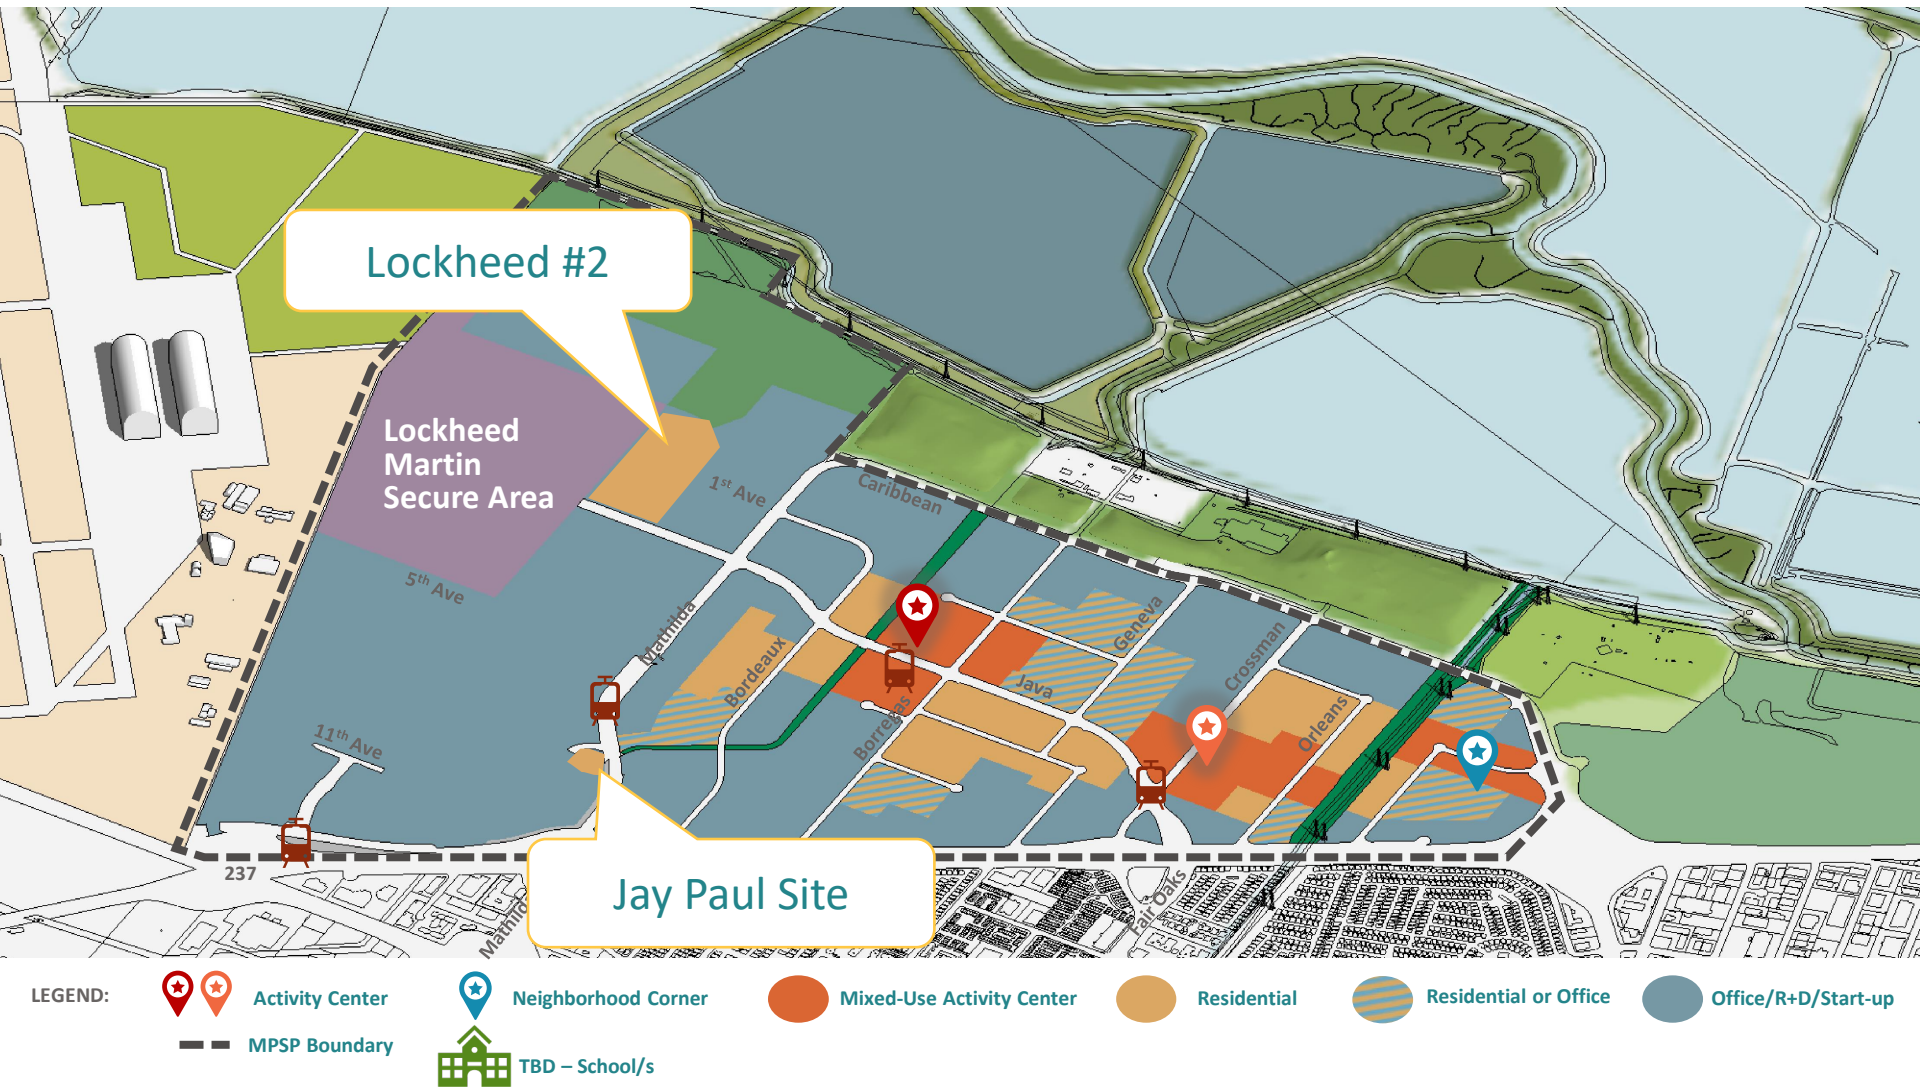 Lockheed #2
Lockheed
Martin
Secure Area
1st Ave
Caribbean
5th Ave
Mathilda
Bordeaux
Geneva
Crossman
Java
Borregas
Orleans
11th Ave
237
Jay Paul Site
Mathilda
Fair Oaks
LEGEND:
Activity Center
Neighborhood Corner
Mixed-Use Activity Center
Residential
Residential or Office
Office/R+D/Start-up
MPSP Boundary
TBD – School/s